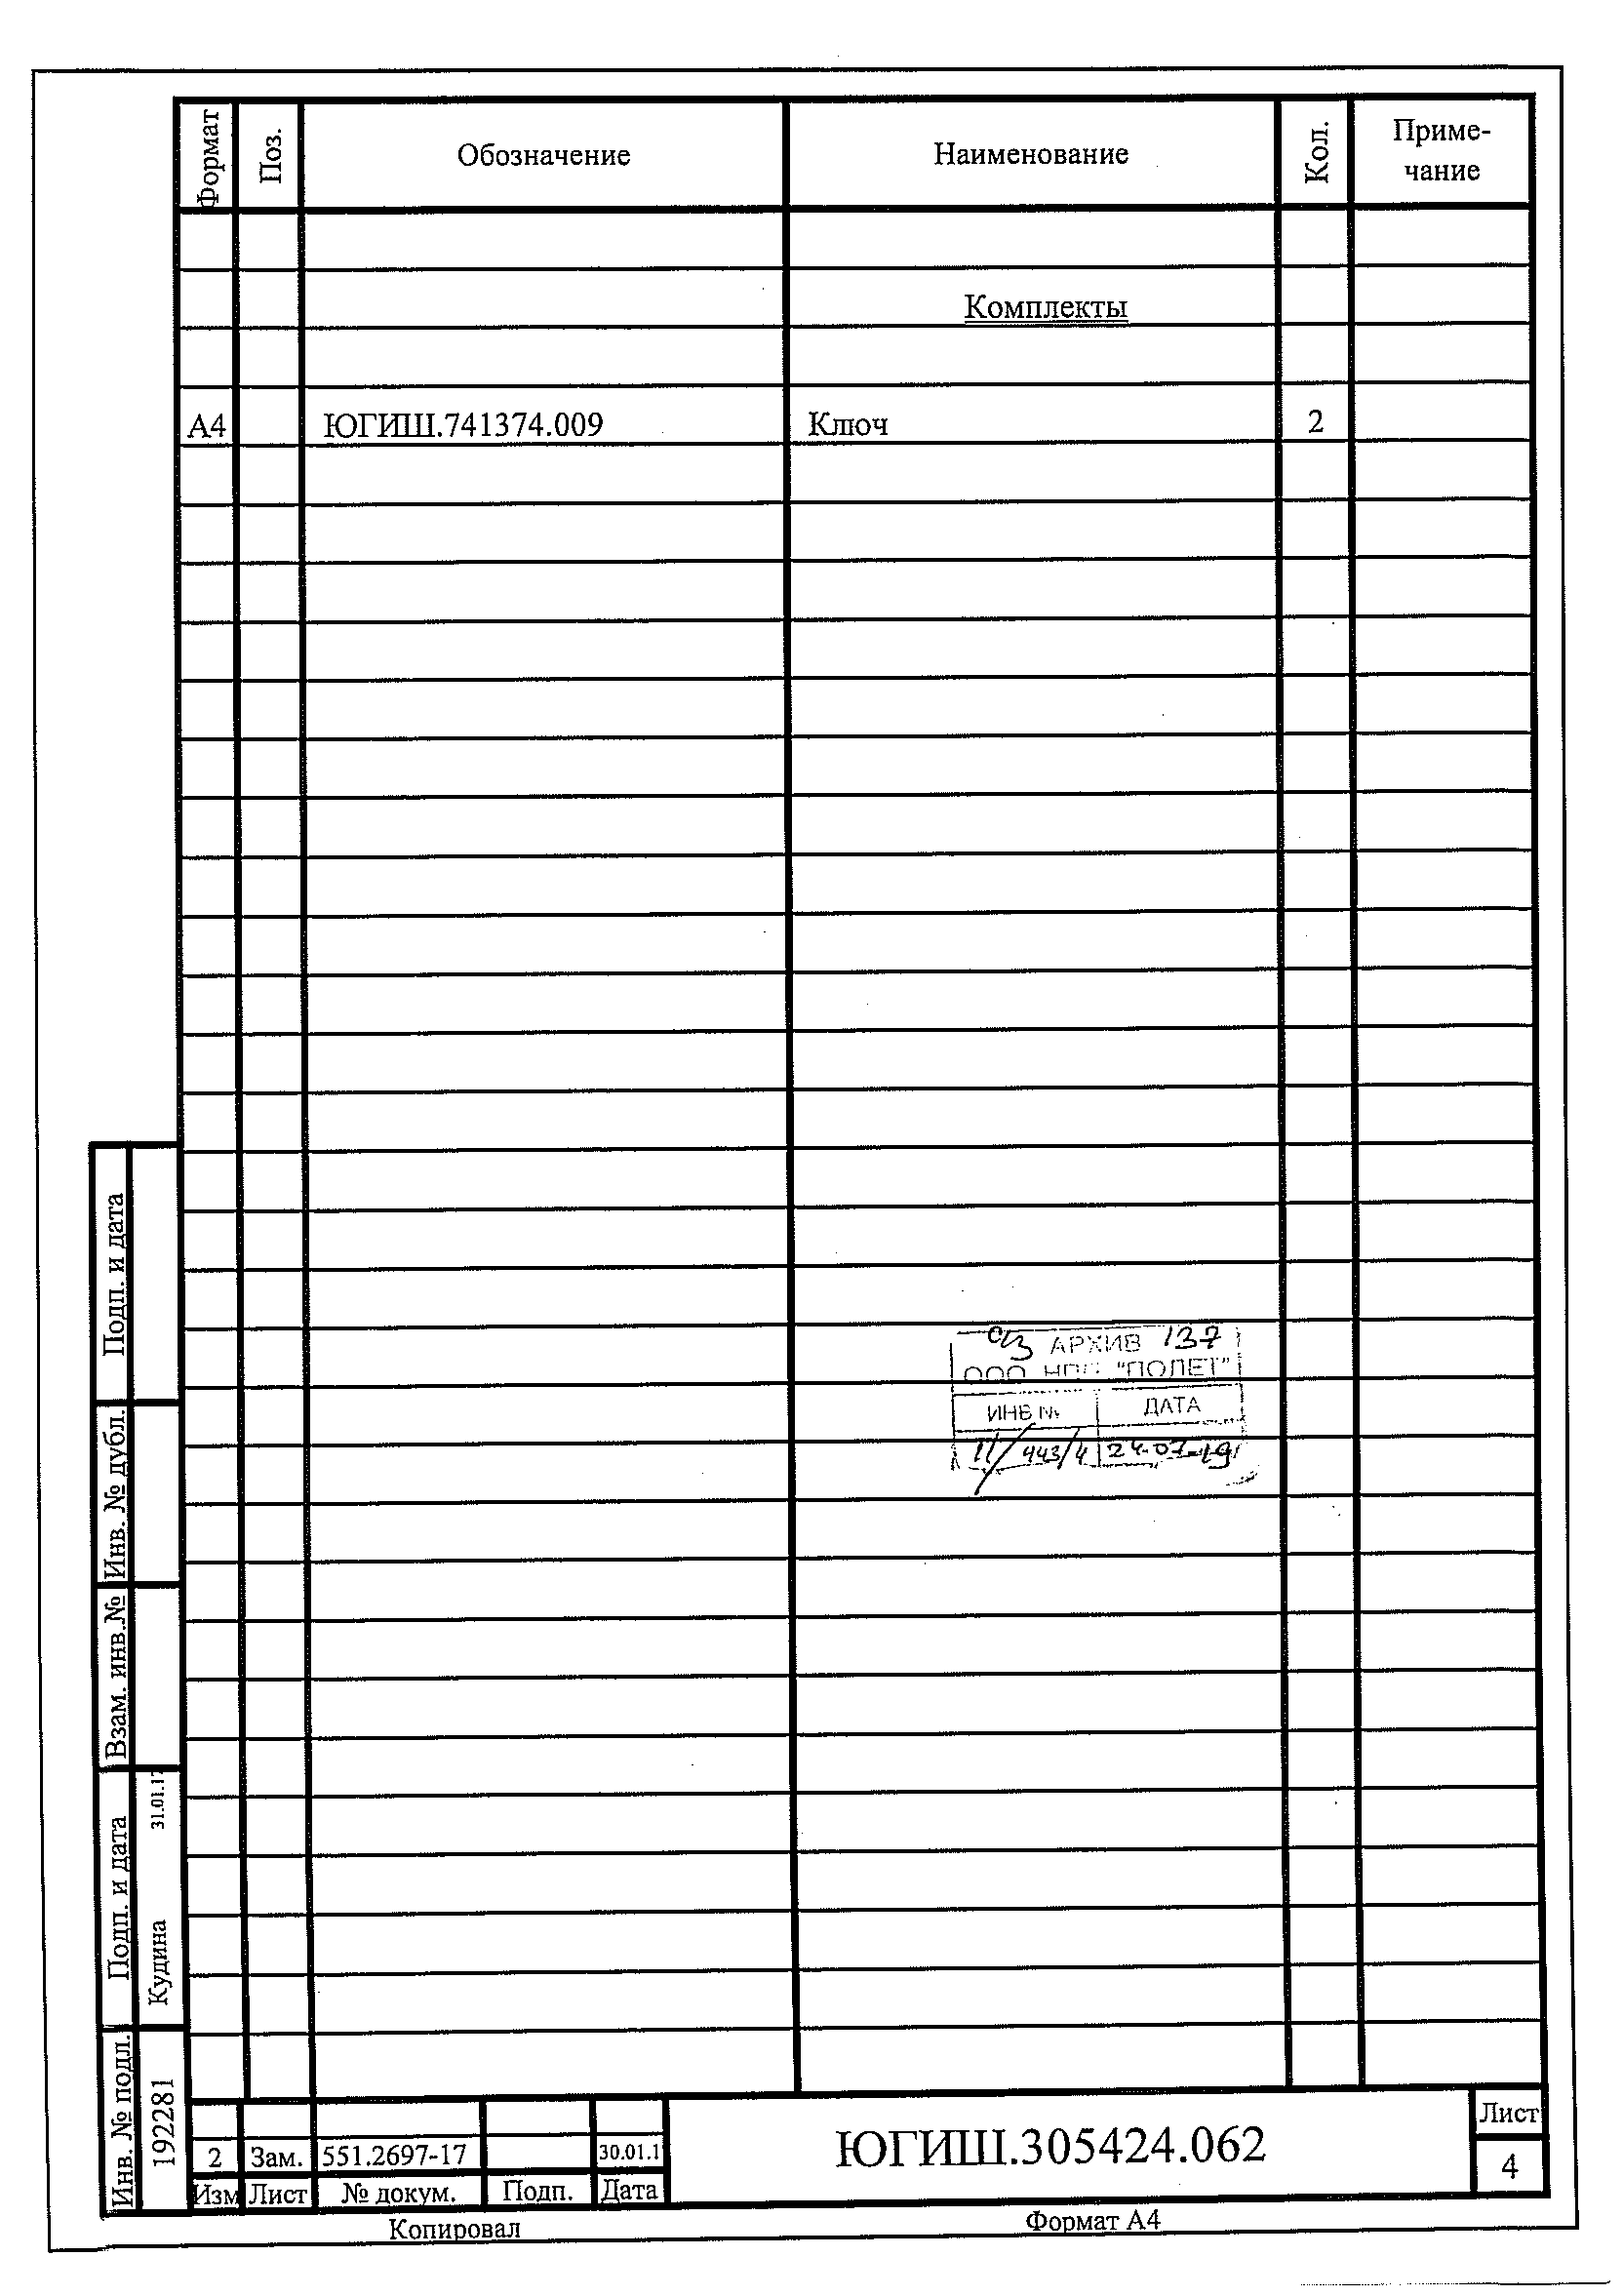 Формат Поз. Обозначение Наименование Кол. Приме-
чание
Комплекты
А4 ЮГИШ.741374.009 Ключ 2
АРХИВ 137
ООО "ПОЛЕТ"
ИНВ № ДАТА
11/443/4 24.07.19
Подп. и дата
Инв. № дубл.
Взам. инв.№
Подп. и дата
Кудина 31.01.17
Инв. № подл.
192281
2 Зам. 551.2697-17 30.01.1
Изм Лист № докум. Подп. Дата
ЮГИШ.305424.062
Лист
4
Копировал Формат А4